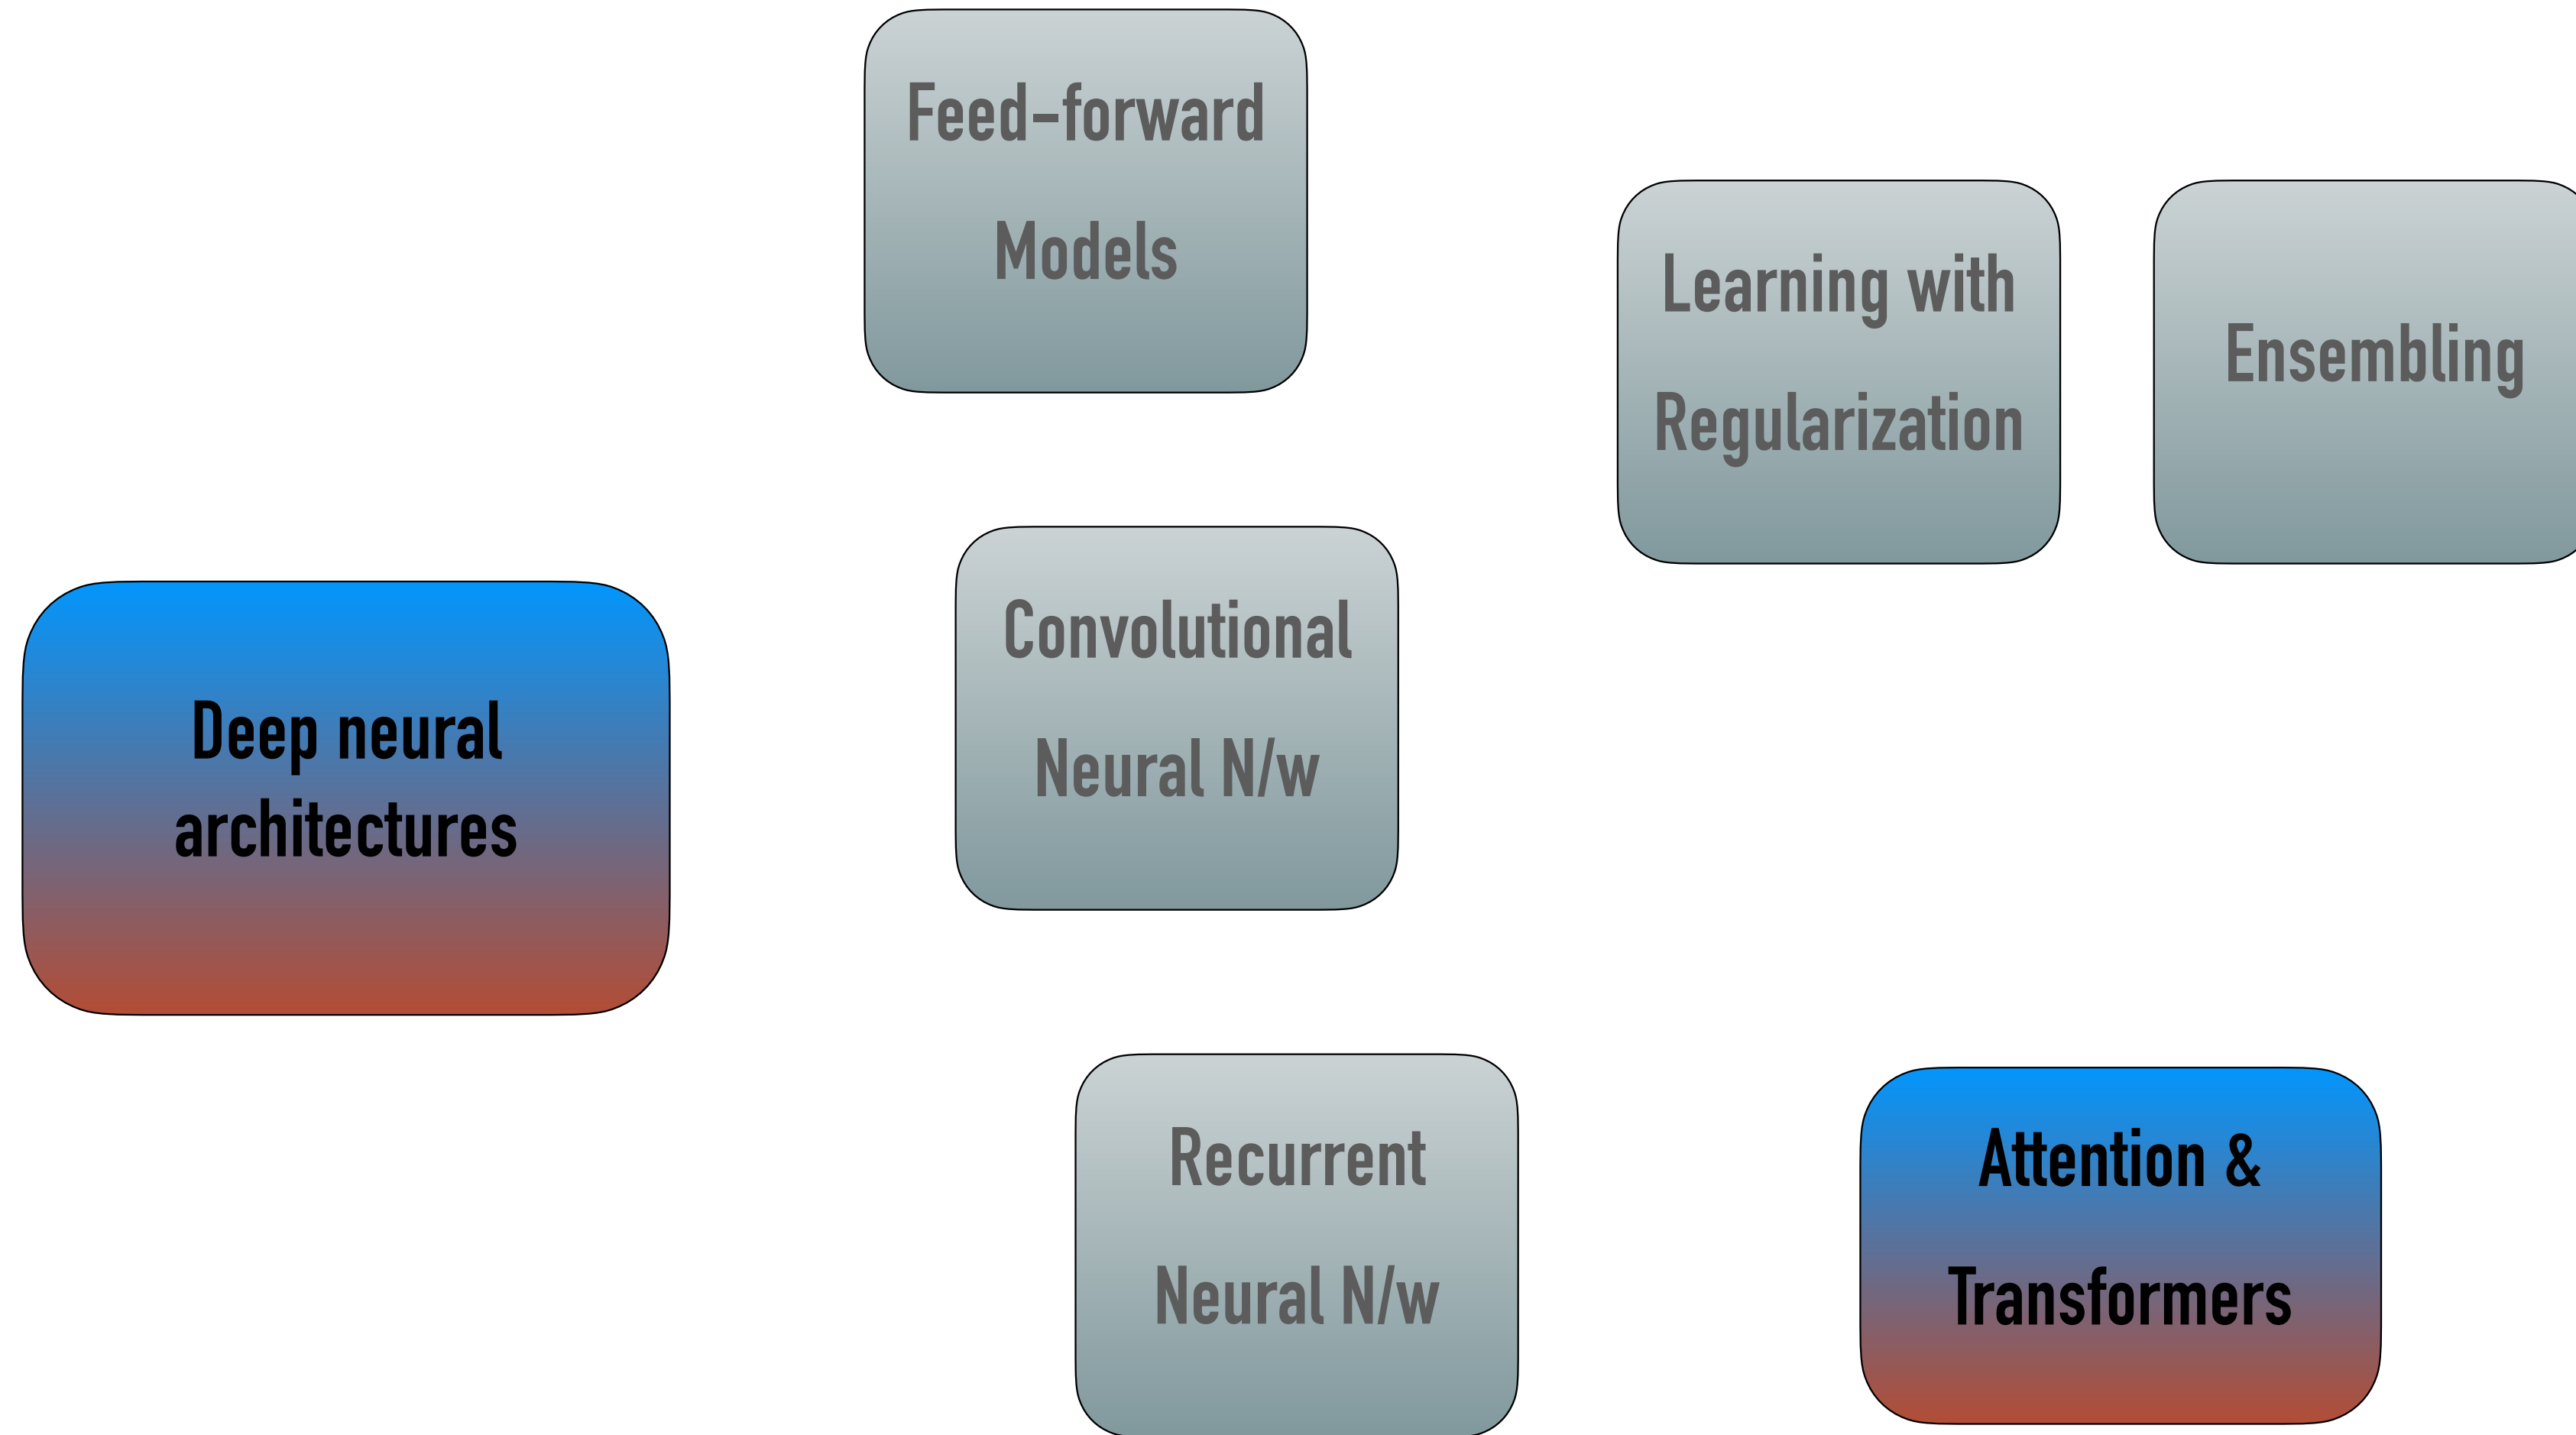 Feed-forward
Models
Learning with
Regularization
Ensembling
Convolutional
Neural N/w
Deep neural
architectures
Recurrent
Neural N/w
Attention &
Transformers